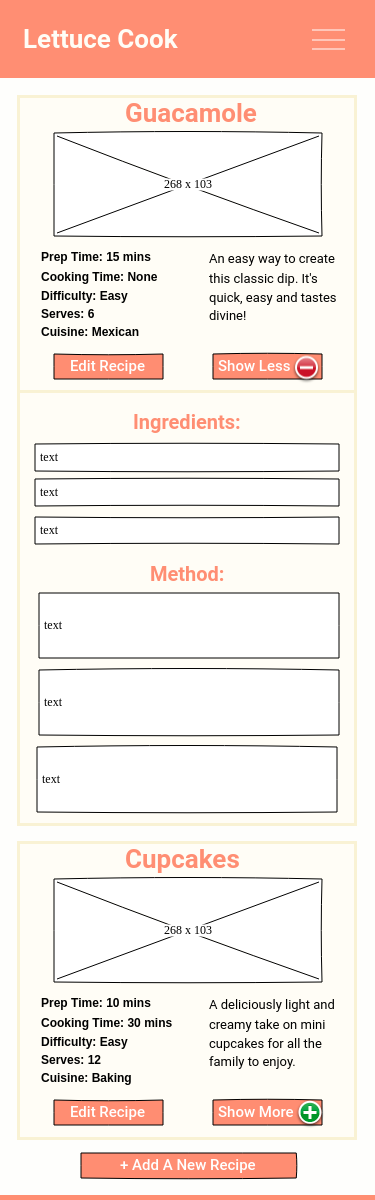 Lettuce Cook
Guacamole
268 x 103
Prep Time: 15 mins
Cooking Time: None
Difficulty: Easy
Serves: 6
Cuisine: Mexican
An easy way to create
this classic dip. It's
quick, easy and tastes
divine!
Edit Recipe
Show Less
Ingredients:
text
text
text
Method:
text
text
text
Cupcakes
268 x 103
Prep Time: 10 mins
Cooking Time: 30 mins
Difficulty: Easy
Serves: 12
Cuisine: Baking
A deliciously light and
creamy take on mini
cupcakes for all the
family to enjoy.
Edit Recipe
Show More
+ Add A New Recipe